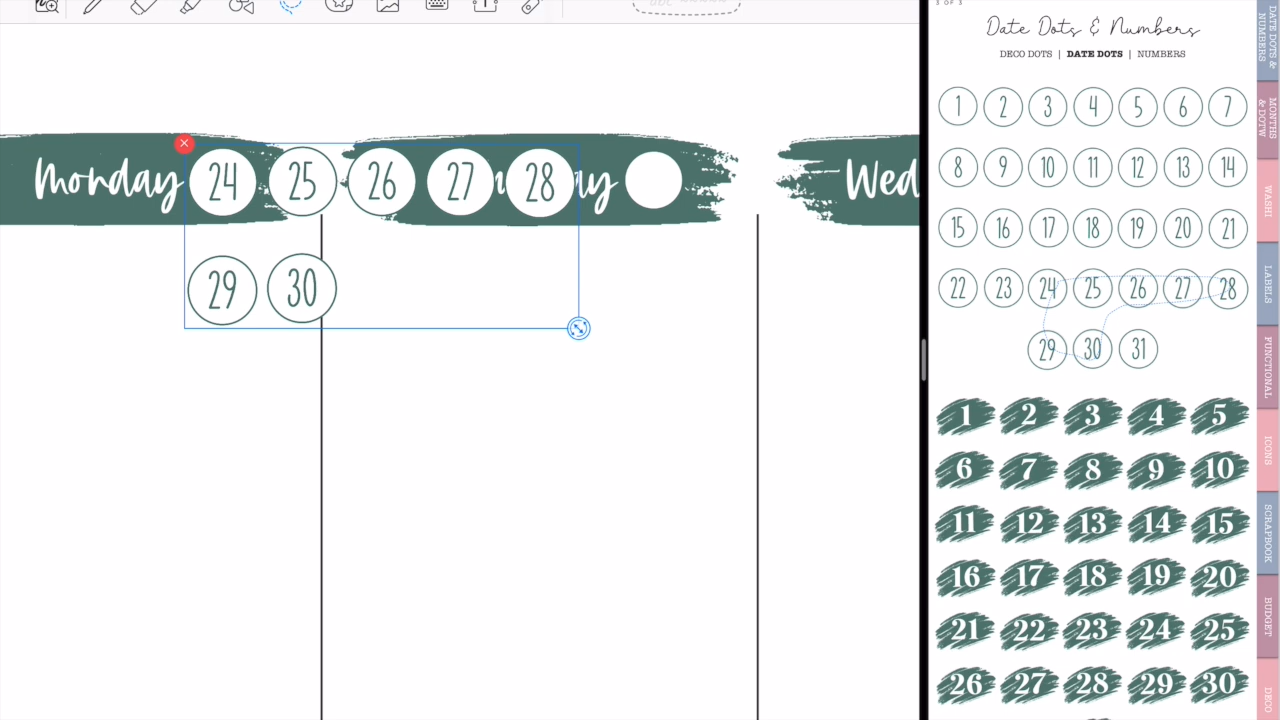 Monday 24 25 26 27 28 ay Wed
29 30
3 OF 3
Date Dots & Numbers
DECO DOTS | DATE DOTS | NUMBERS
1 2 3 4 5 6 7
8 9 10 11 12 13 14
15 16 17 18 19 20 21
22 23 24 25 26 27 28
29 30 31
1 2 3 4 5
6 7 8 9 10
11 12 13 14 15
16 17 18 19 20
21 22 23 24 25
26 27 28 29 30
DATE DOTS &
NUMBERS
MONTHS
& DOTW
WASHI
LABELS
FUNCTIONAL
ICONS
SCRAPBOOK
BUDGET
DECO